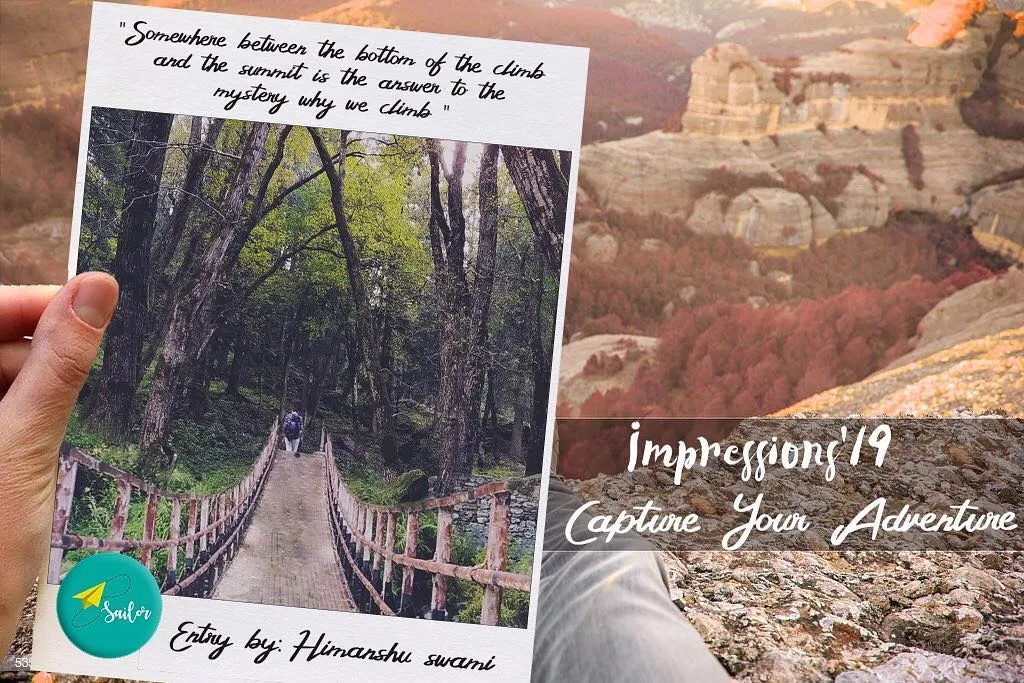 "Somewhere between the bottom of the climb
and the summit is the answer to the
mystery why we climb "
Impressions'19
Capture Your Adventure
Sailor
Entry by: Himanshu swami